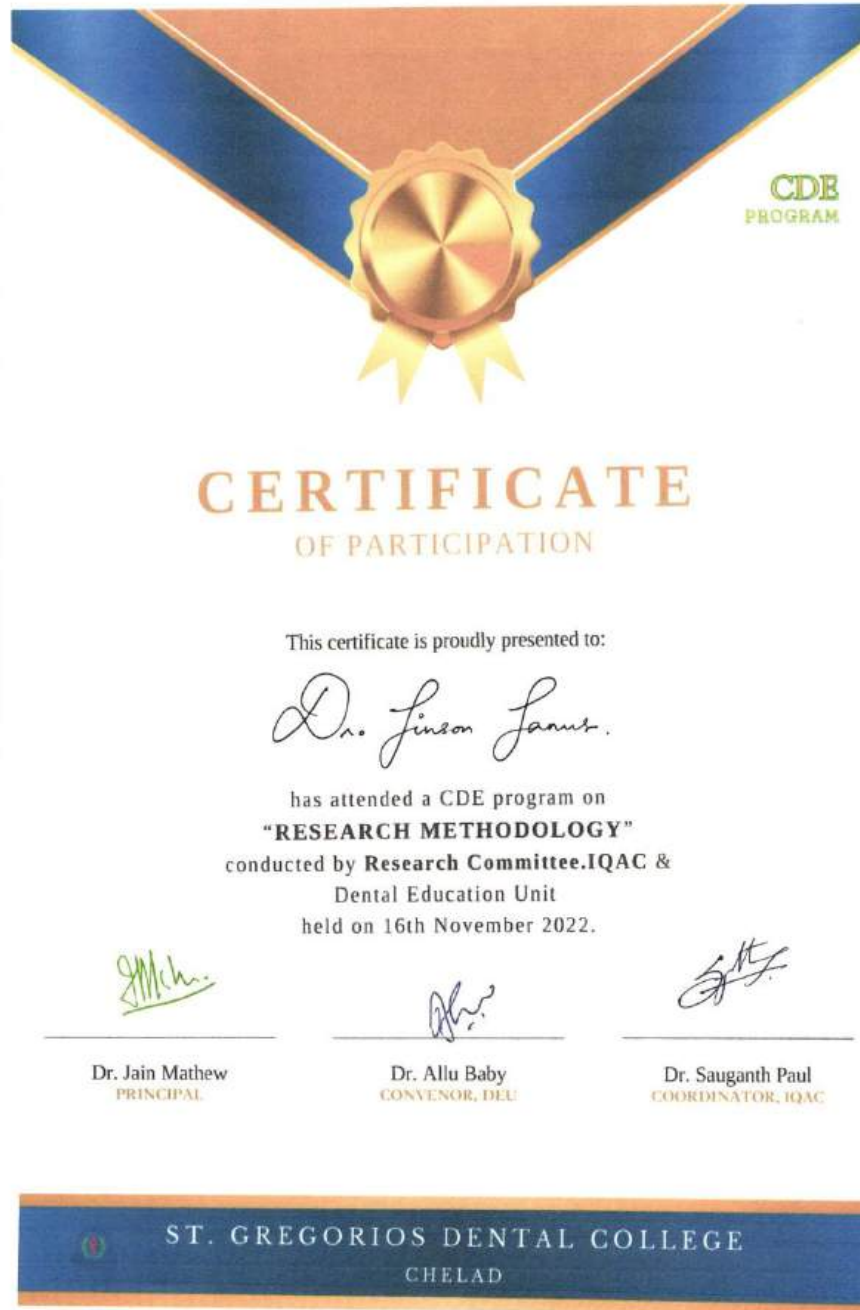 CDE
PROGRAM
CERTIFICATE
OF PARTICIPATION
This certificate is proudly presented to:
Dr. Jinson
has attended a CDE program on
"RESEARCH METHODOLOGY"
conducted by Research Committee.IQAC &
Dental Education Unit
held on 16th November 2022.
Dr. Jain Mathew
PRINCIPAL
Dr. Allu Baby
CONVENOR, DEU
Dr. Sauganth Paul
COORDINATOR, IQAC
ST. GREGORIOS DENTAL COLLEGE
CHELAD